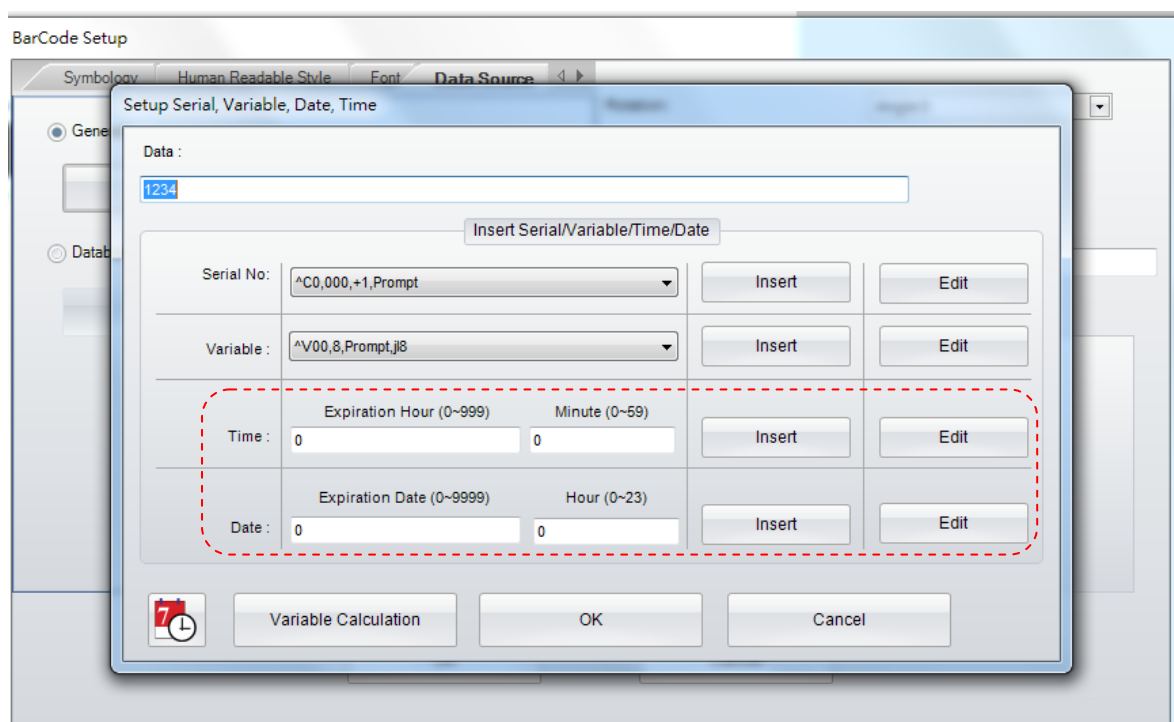 BarCode Setup
Symbology Human Readable Style Font Data Source
Setup Serial, Variable, Date, Time
Gene
Data :
1234
Insert Serial/Variable/Time/Date
Datab
Serial No: ^C0,000,+1,Prompt Insert Edit
Variable : ^V00,8,Prompt,jl8 Insert Edit
Expiration Hour (0~999) Minute (0~59)
Time : 0 0 Insert Edit
Expiration Date (0~9999) Hour (0~23)
Date : 0 0 Insert Edit
7 Variable Calculation OK Cancel